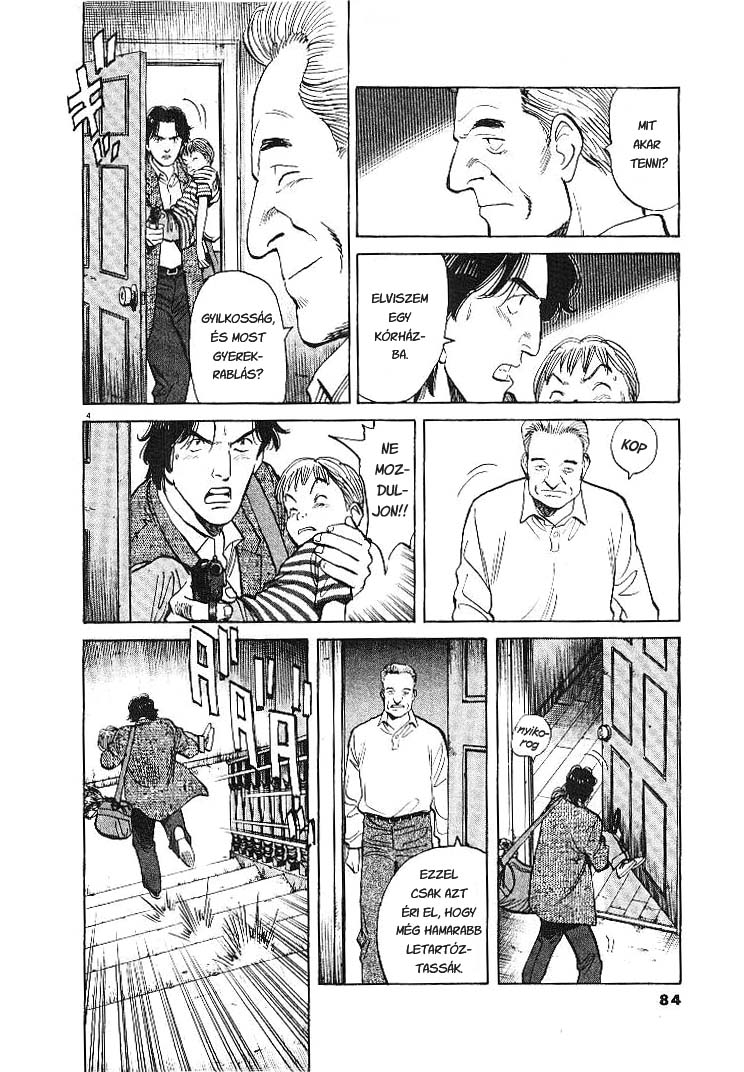 MIT
AKAR
TENNI?
ELVISZEM
EGY
KÓRHÁZ-
BA.
GYILKOSSÁG,
ÉS MOST
GYEREK-
RABLÁS?
4
KOP
NE
MOZ-
DUL-
JON!!
nyiko-
rog
EZZEL
CSAK AZT
ÉRI EL, HOGY
MÉG HAMARABB
LETARTÓZ-
TASSÁK.
84